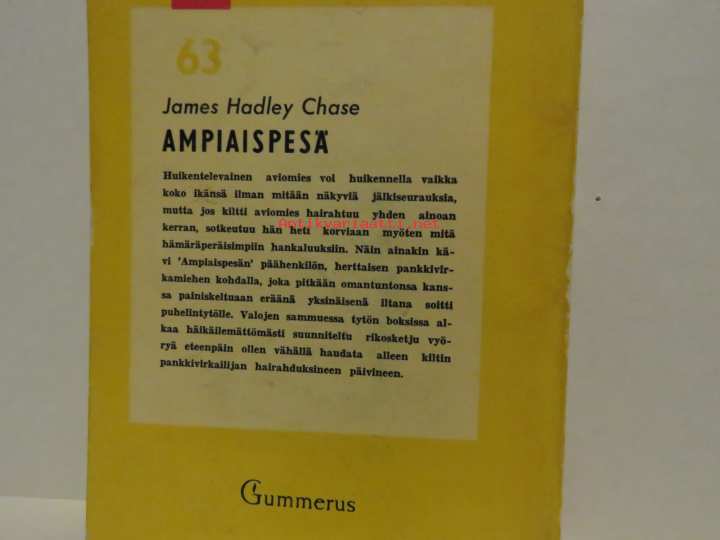 63
James Hadley Chase
AMPIAISPESÄ
Huikentelevainen aviomies voi huikennella vaikka
koko ikänsä ilman mitään näkyviä jälkiseurauksia,
mutta jos kiltti aviomies hairahtuu yhden ainoan
kerran, sotkeutuu hän heti korviaan myöten mitä
hämäräperäisimpiin hankaluuksiin. Näin ainakin kä-
vi 'Ampiaispesän' päähenkilön, herttaisen pankkivir-
kamiehen kohdalla, joka pitkään omantuntonsa kans-
sa painiskeltuaan eräänä yksinäisenä iltana soitti
puhelintytölle. Valojen sammuessa tytön boksissa al-
kaa häikäilemättömästi suunniteltu rikosketju vyö-
ryä eteenpäin ollen vähällä haudata alleen kiltin
pankkivirkailijan hairahduksineen päivineen.
Antikvariaatti.net
Gummerus